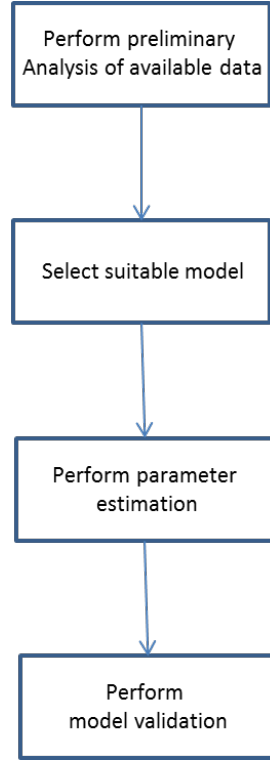 Perform preliminary
Analysis of available data
Select suitable model
Perform parameter
estimation
Perform
model validation